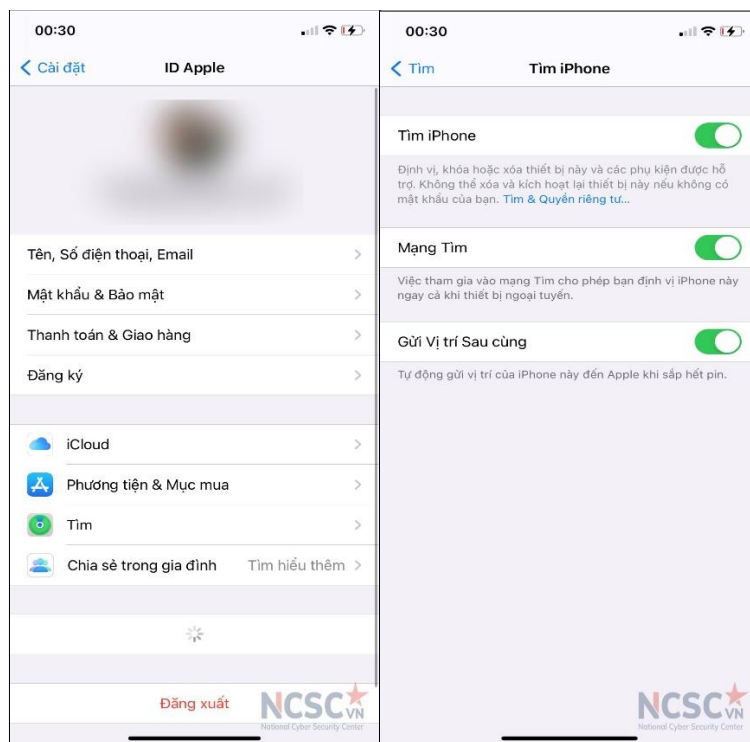 00:30
Cài đặt
ID Apple
Tên, Số điện thoại, Email
Mật khẩu & Bảo mật
Thanh toán & Giao hàng
Đăng ký
iCloud
Phương tiện & Mục mua
Tìm
Chia sẻ trong gia đình Tìm hiểu thêm
Đăng xuất
NCSC VN
National Cyber Security Center
00:30
Tìm
Tìm iPhone
Tìm iPhone
Định vị, khóa hoặc xóa thiết bị này và các phụ kiện được hỗ
trợ. Không thể xóa và kích hoạt lại thiết bị này nếu không có
mật khẩu của bạn. Tìm & Quyền riêng tư...
Mạng Tìm
Việc tham gia vào mạng Tìm cho phép bạn định vị iPhone này
ngay cả khi thiết bị ngoại tuyến.
Gửi Vị trí Sau cùng
Tự động gửi vị trí của iPhone này đến Apple khi sắp hết pin.
NCSC VN
National Cyber Security Center